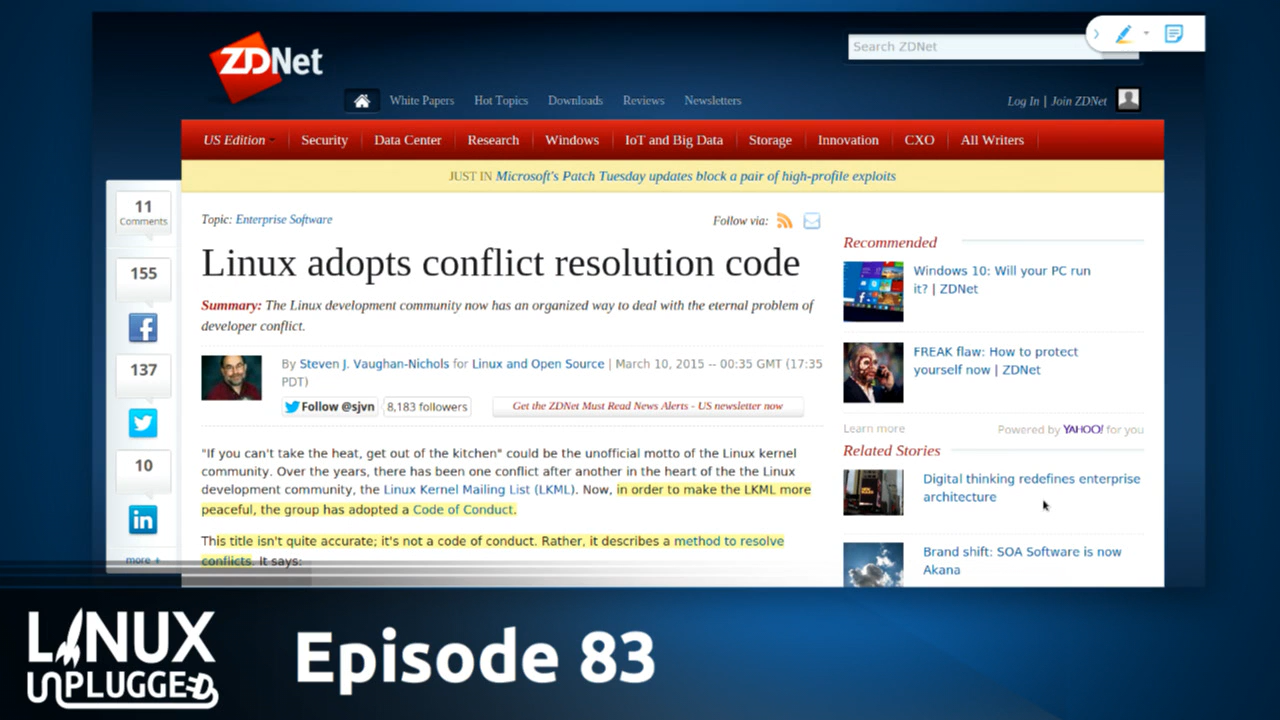 ZDNet
Search ZDNet
White Papers Hot Topics Downloads Reviews Newsletters
Log In | Join ZDNet
US Edition Security Data Center Research Windows IoT and Big Data Storage Innovation CXO All Writers
JUST IN Microsoft's Patch Tuesday updates block a pair of high-profile exploits
11
Comments
155
137
10
more +
Topic: Enterprise Software
Follow via:
Linux adopts conflict resolution code
Summary: The Linux development community now has an organized way to deal with the eternal problem of
developer conflict.
By Steven J. Vaughan-Nichols for Linux and Open Source | March 10, 2015 -- 00:35 GMT (17:35
PDT)
Follow @sjvn 8,183 followers
Get the ZDNet Must Read News Alerts - US newsletter now
"If you can't take the heat, get out of the kitchen" could be the unofficial motto of the Linux kernel
community. Over the years, there has been one conflict after another in the heart of the the Linux
development community, the Linux Kernel Mailing List (LKML). Now, in order to make the LKML more
peaceful, the group has adopted a Code of Conduct.
This title isn't quite accurate; it's not a code of conduct. Rather, it describes a method to resolve
conflicts. It says:
Recommended
Windows 10: Will your PC run
it? | ZDNet
FREAK flaw: How to protect
yourself now | ZDNet
Learn more
Powered by YAHOO! for you
Related Stories
Digital thinking redefines enterprise
architecture
Brand shift: SOA Software is now
Akana
LINUX
UNPLUGGED
Episode 83